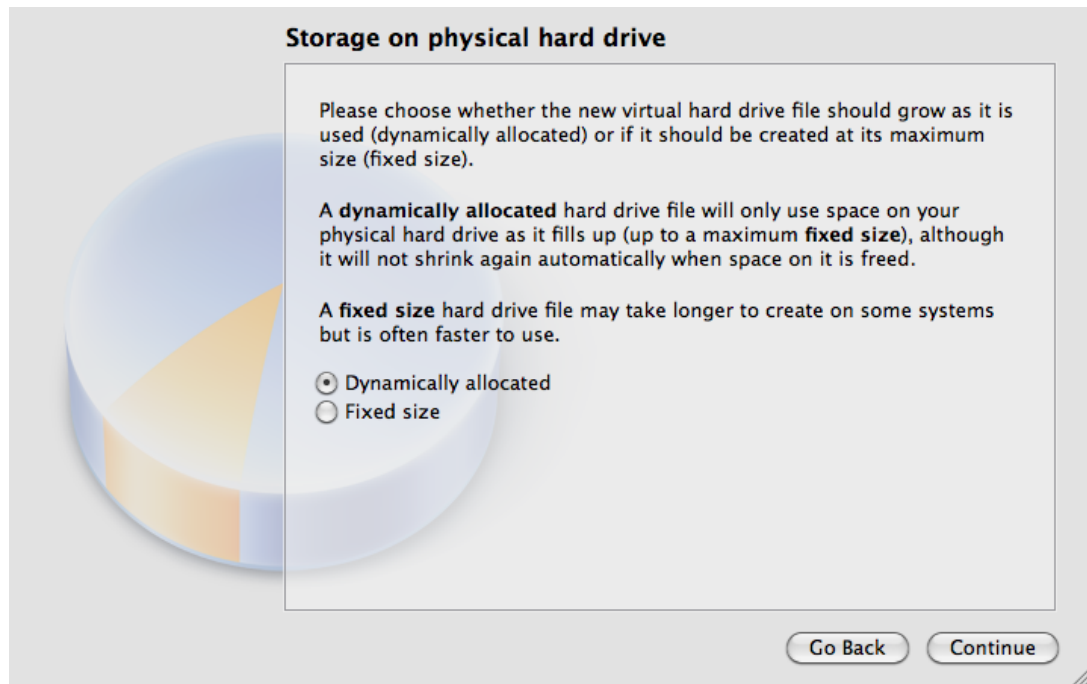 Storage on physical hard drive
Please choose whether the new virtual hard drive file should grow as it is
used (dynamically allocated) or if it should be created at its maximum
size (fixed size).
A dynamically allocated hard drive file will only use space on your
physical hard drive as it fills up (up to a maximum fixed size), although
it will not shrink again automatically when space on it is freed.
A fixed size hard drive file may take longer to create on some systems
but is often faster to use.
Dynamically allocated
Fixed size
Go Back Continue